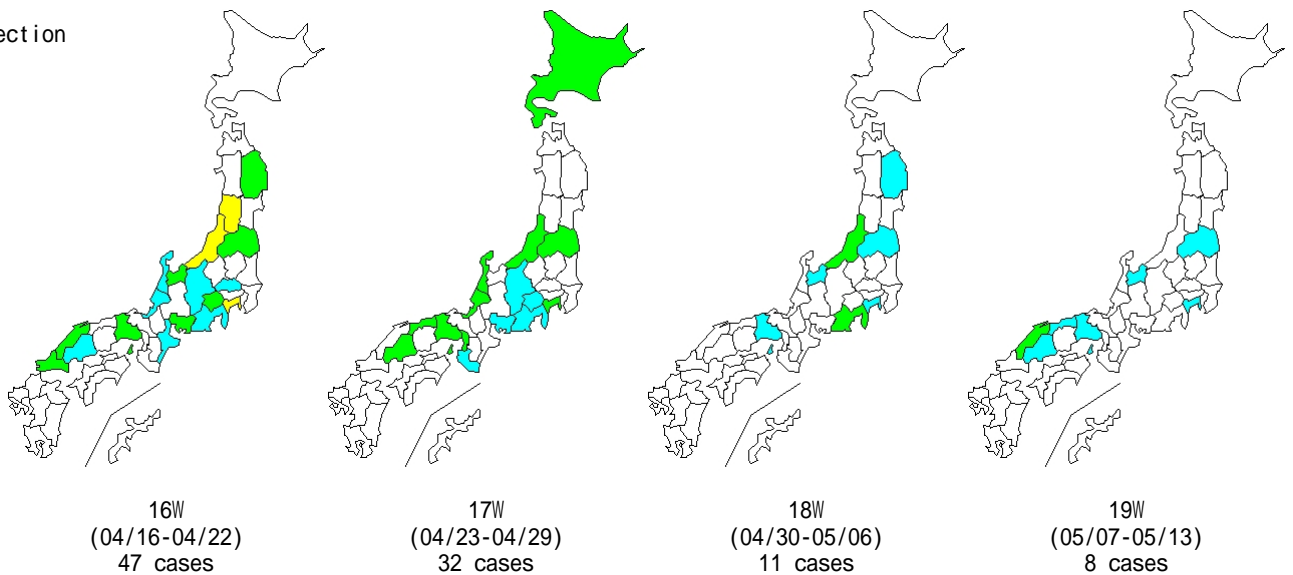 ection
16W
(04/16-04/22)
47 cases
17W
(04/23-04/29)
32 cases
18W
(04/30-05/06)
11 cases
19W
(05/07-05/13)
8 cases